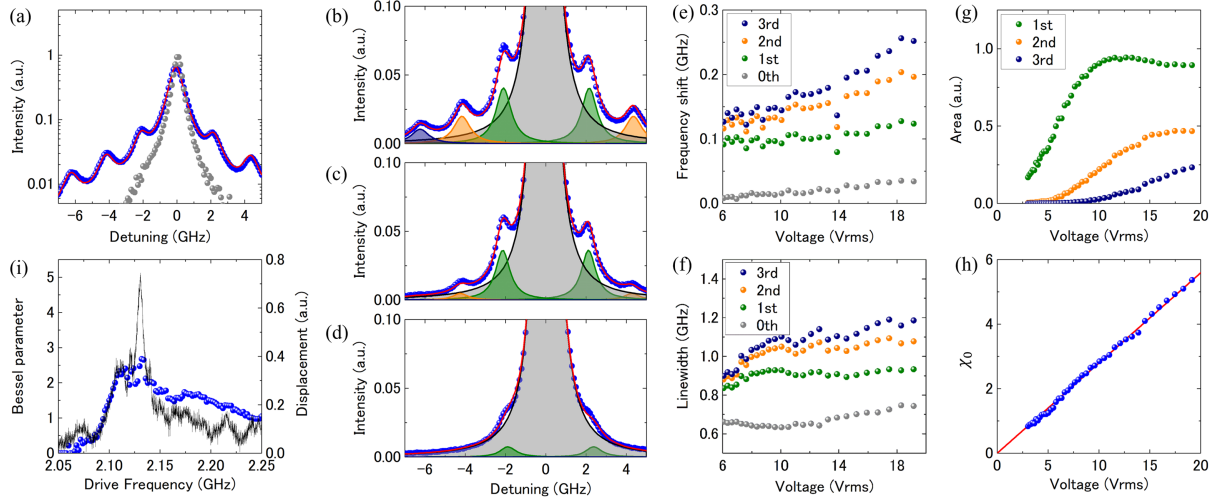 (a)
Intensity (a.u.)
1
0.1
0.01
-6
-4
-2
0
2
4
Detuning (GHz)
(b)
Intensity (a.u.)
0.10
0.05
0.00
(c)
Intensity (a.u.)
0.10
0.05
0.00
(d)
Intensity (a.u.)
0.10
0.05
0.00
-6
-4
-2
0
2
4
Detuning (GHz)
(e)
Frequency shift (GHz)
0.3
0.2
0.1
0.0
3rd
2nd
1st
0th
6
8
10
12
14
16
18
Voltage (Vrms)
(f)
Linewidth (GHz)
1.4
1.2
1.0
0.8
0.6
3rd
2nd
1st
0th
6
8
10
12
14
16
18
Voltage (Vrms)
(g)
Area (a.u.)
1.0
0.5
0.0
1st
2nd
3rd
0
5
10
15
20
Voltage (Vrms)
(h)
χ0
6
4
2
0
0
5
10
15
20
Voltage (Vrms)
(i)
Bessel parameter
5
4
3
2
1
0
Displacement (a.u.)
0.8
0.6
0.4
0.2
0.0
2.05
2.10
2.15
2.20
2.25
Drive Frequency (GHz)